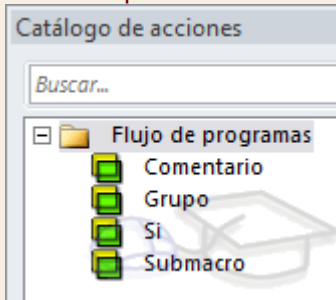 Catálogo de acciones
Buscar...
Flujo de programas
Comentario
Grupo
Si
Submacro